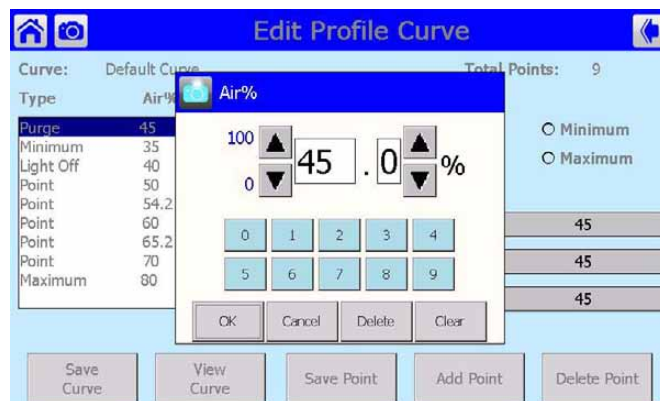 Edit Profile Curve
Curve: Default Curve Total Points: 9
Type Air%
Air%
Purge 45
Minimum 35
Light Off 40
Point 50
Point 54.2
Point 60
Point 65.2
Point 70
Maximum 80
100
0
45 . 0 %
0 1 2 3 4
5 6 7 8 9
OK Cancel Delete Clear
Minimum
Maximum
45
45
45
Save Curve
View Curve
Save Point
Add Point
Delete Point